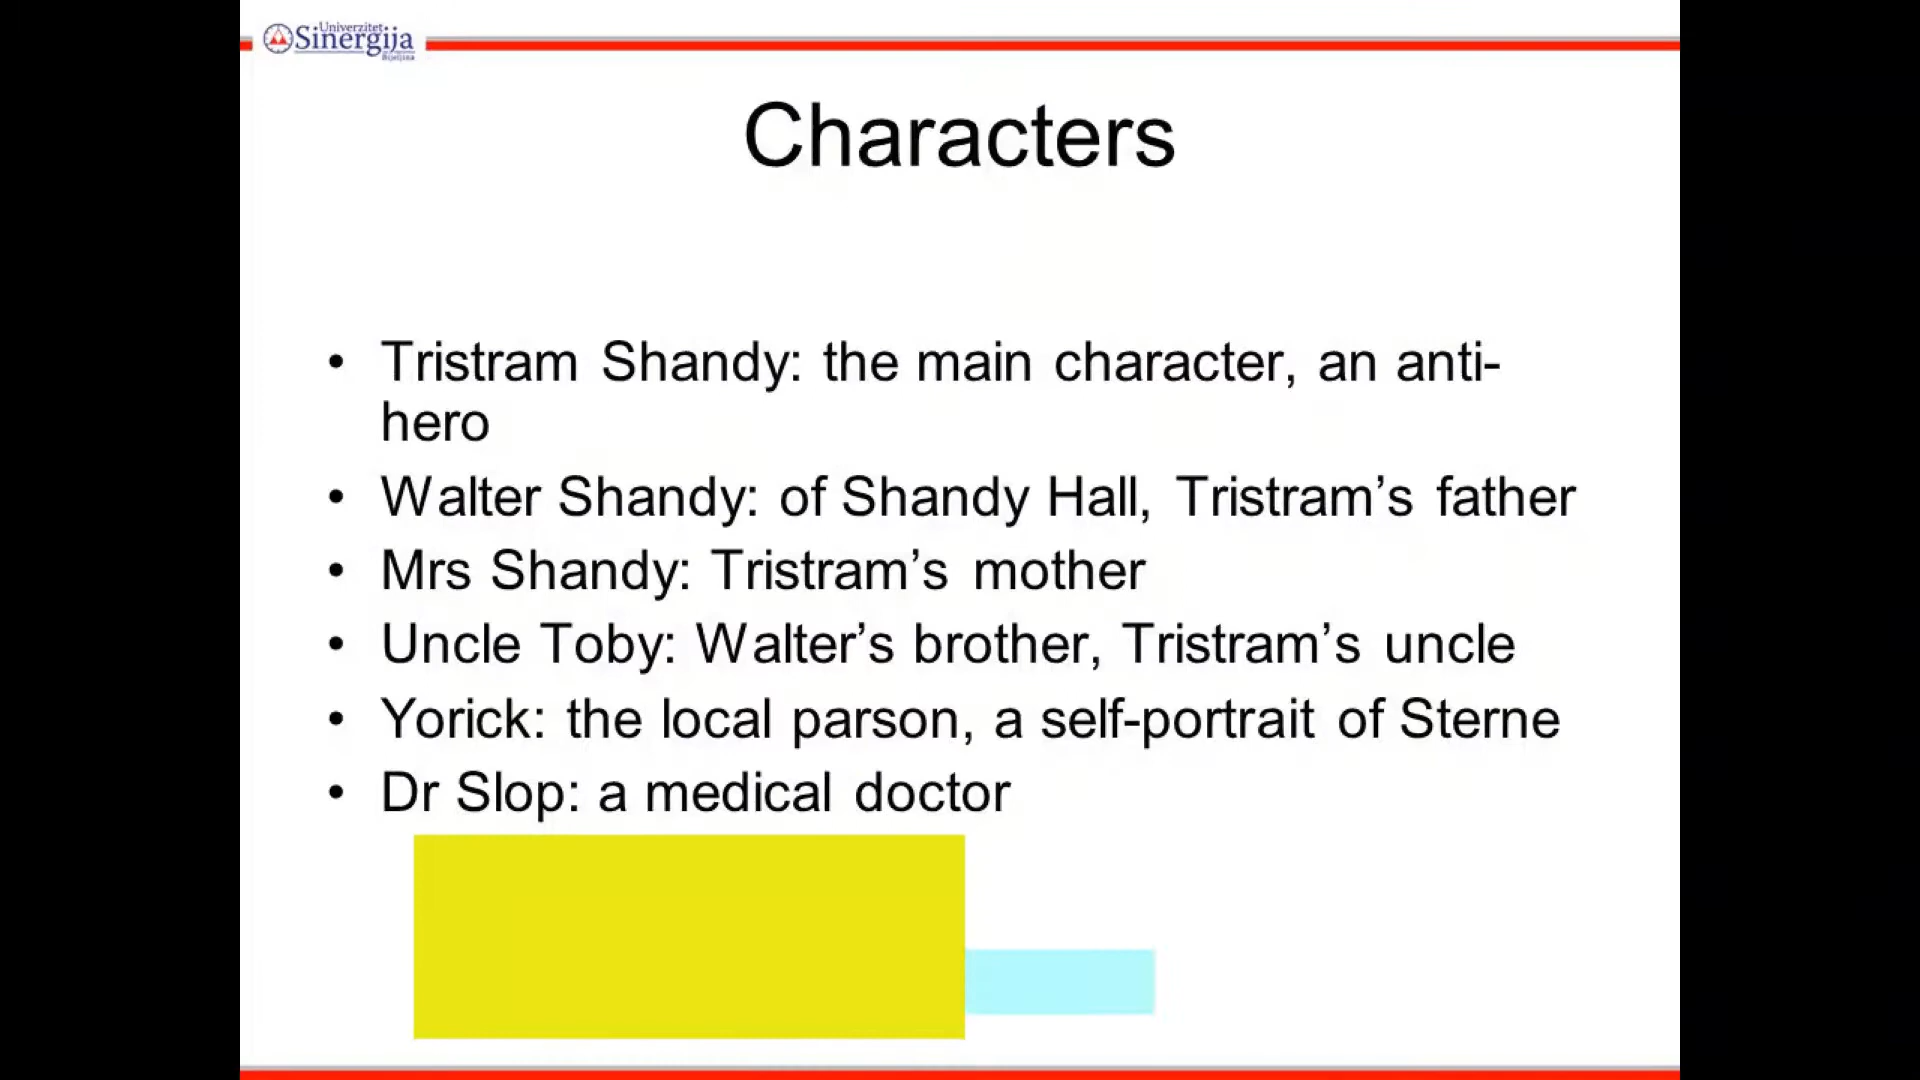 Univerzitet
Sinergija
Bijeljina
Characters
• Tristram Shandy: the main character, an anti-
hero
• Walter Shandy: of Shandy Hall, Tristram’s father
• Mrs Shandy: Tristram’s mother
• Uncle Toby: Walter’s brother, Tristram’s uncle
• Yorick: the local parson, a self-portrait of Sterne
• Dr Slop: a medical doctor